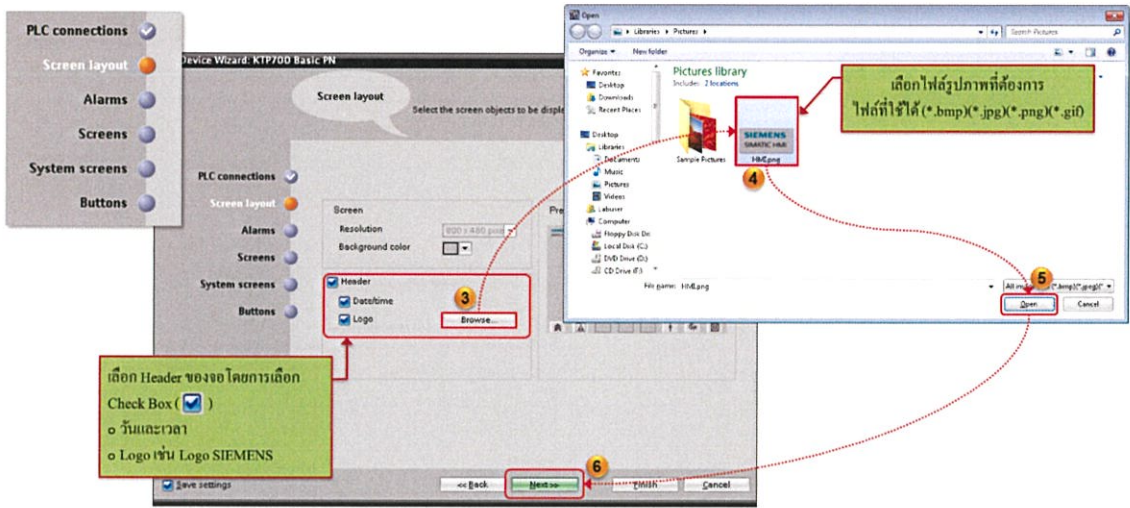 PLC connections
Screen layout
Alarms
Screens
System screens
Buttons
Device Wizard: KTP700 Basic PN
Screen layout
Select the screen objects to be
PLC connections
Screen layout
Alarms
Screens
System screens
Buttons
Screen
Resolution
Background color
Header
Date/time
Logo
3
Browse...
เลือก Header ของจอ โดยการเลือก
Check Box ( )
o วันและเวลา
o Logo เช่น Logo SIEMENS
Save settings
<< Back
Next >>
6
Finish
Cancel
Open
Libraries
Pictures
Search Pictures
Organize
New folder
Favorites
Desktop
Downloads
Recent Places
Desktop
Libraries
Documents
Music
Pictures
Videos
Labuser
Computer
Floppy Disk Dri
Local Disk (C:)
DVD Drive (D:)
CD Drive (F:)
Pictures library
Includes: 2 locations
Sample Pictures
SIEMENS
SIMATIC HMI
HMI.png
4
เลือกไฟล์รูปภาพที่ต้องการ
ไฟล์ที่ใช้ได้ (*.bmp)(*.jpg)(*.png)(*.gif)
File name: HMI.png
5
Open
Cancel